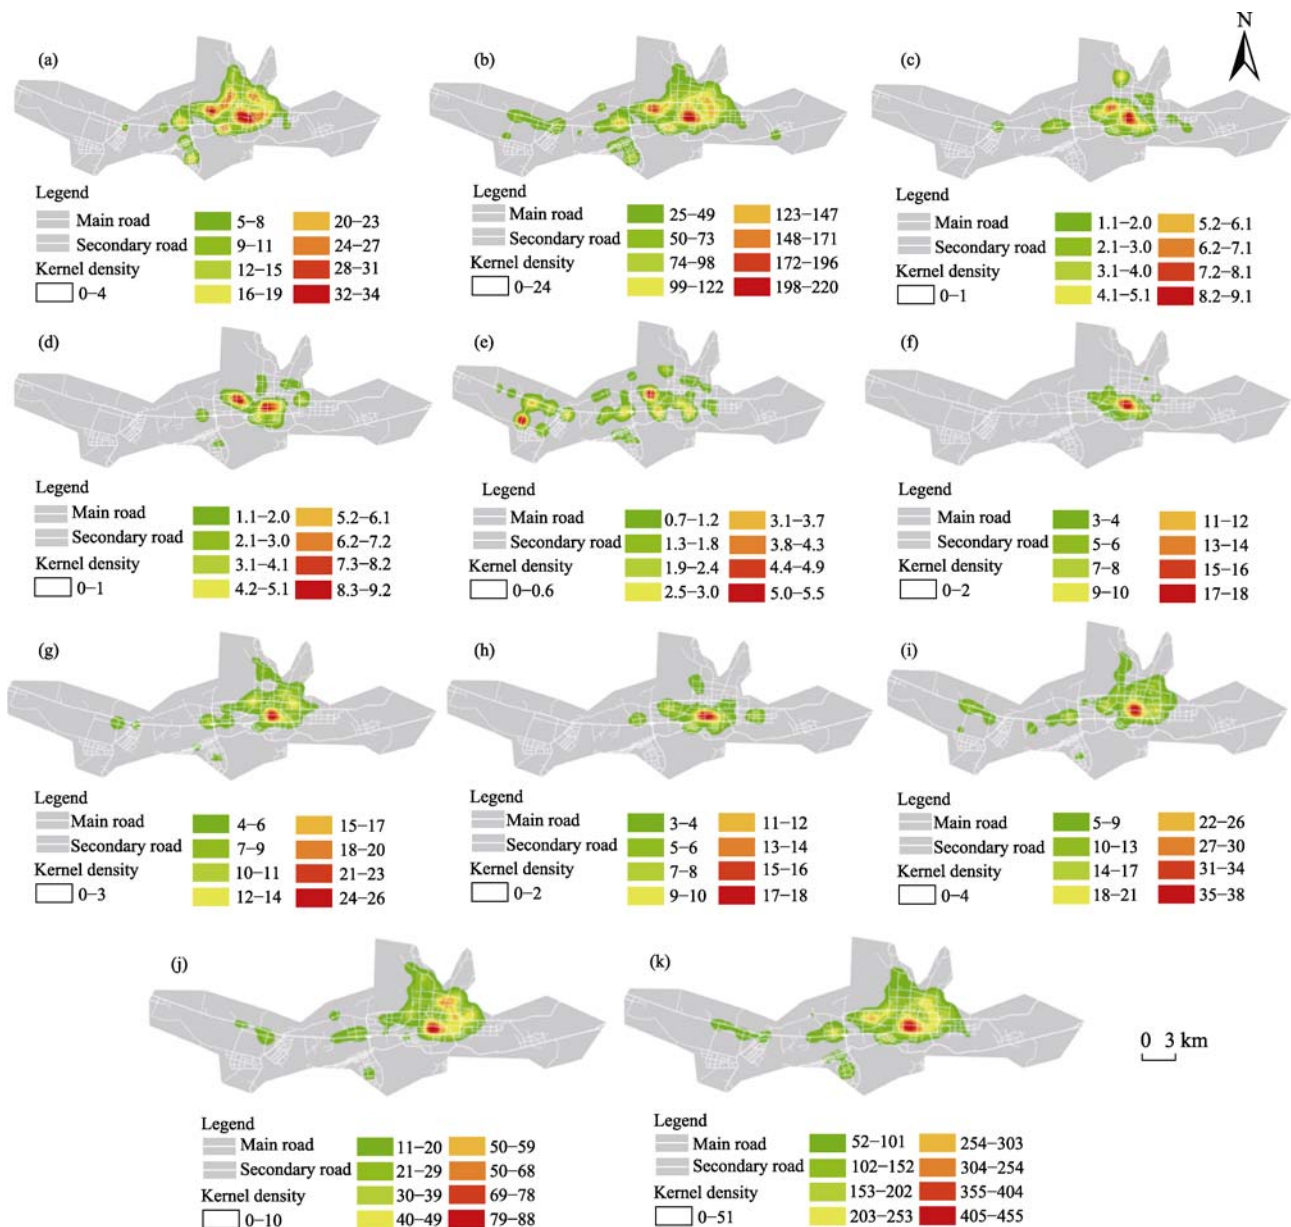 N
(a)
(b)
(c)
Legend
Main road
Secondary road
Kernel density
0–4
5–8
9–11
12–15
16–19
20–23
24–27
28–31
32–34
Legend
Main road
Secondary road
Kernel density
0–24
25–49
50–73
74–98
99–122
123–147
148–171
172–196
198–220
Legend
Main road
Secondary road
Kernel density
0–1
1.1–2.0
2.1–3.0
3.1–4.0
4.1–5.1
5.2–6.1
6.2–7.1
7.2–8.1
8.2–9.1
(d)
(e)
(f)
Legend
Main road
Secondary road
Kernel density
0–1
1.1–2.0
2.1–3.0
3.1–4.1
4.2–5.1
5.2–6.1
6.2–7.2
7.3–8.2
8.3–9.2
Legend
Main road
Secondary road
Kernel density
0–0.6
0.7–1.2
1.3–1.8
1.9–2.4
2.5–3.0
3.1–3.7
3.8–4.3
4.4–4.9
5.0–5.5
Legend
Main road
Secondary road
Kernel density
0–2
3–4
5–6
7–8
9–10
11–12
13–14
15–16
17–18
(g)
(h)
(i)
Legend
Main road
Secondary road
Kernel density
0–3
4–6
7–9
10–11
12–14
15–17
18–20
21–23
24–26
Legend
Main road
Secondary road
Kernel density
0–2
3–4
5–6
7–8
9–10
11–12
13–14
15–16
17–18
Legend
Main road
Secondary road
Kernel density
0–4
5–9
10–13
14–17
18–21
22–26
27–30
31–34
35–38
(j)
(k)
0 3 km
Legend
Main road
Secondary road
Kernel density
0–10
11–20
21–29
30–39
40–49
50–59
50–68
69–78
79–88
Legend
Main road
Secondary road
Kernel density
0–51
52–101
102–152
153–202
203–253
254–303
304–254
355–404
405–455